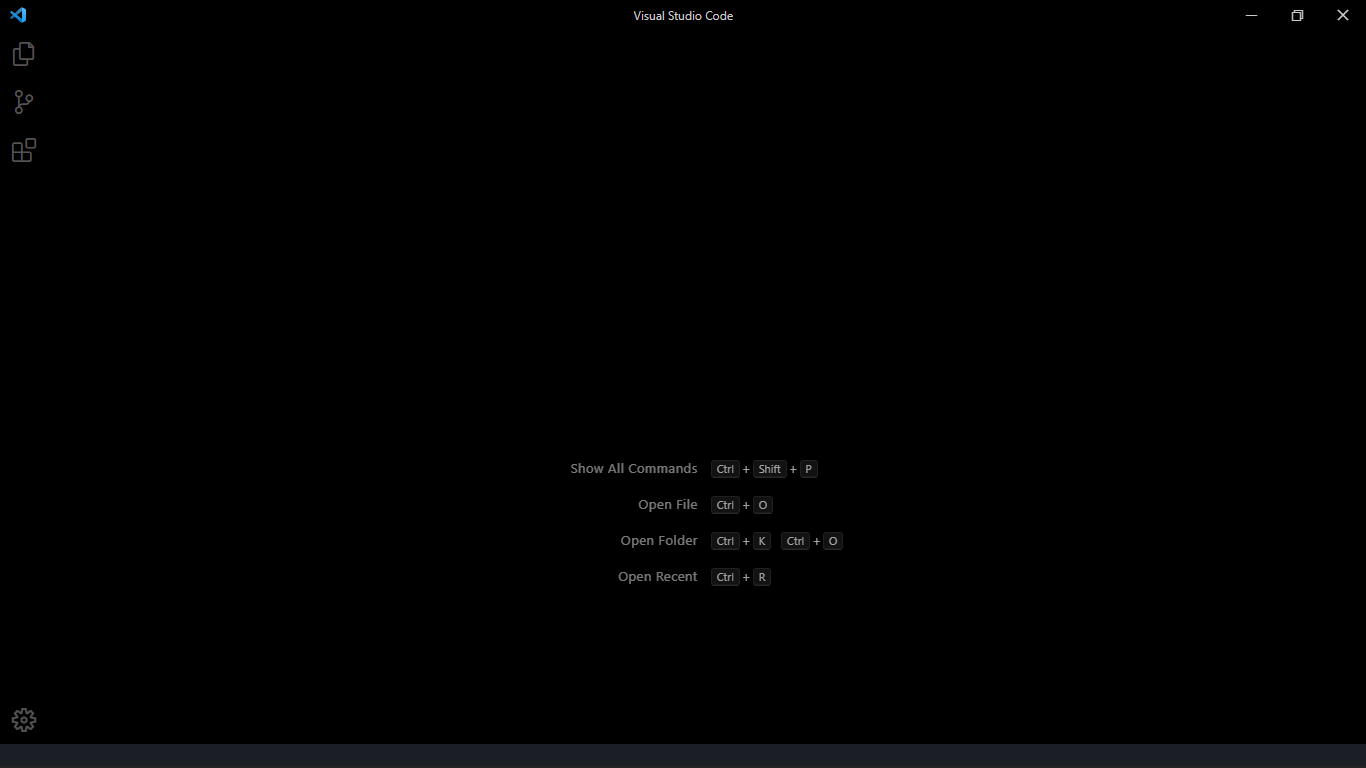 Visual Studio Code
Show All Commands Ctrl + Shift + P
Open File Ctrl + O
Open Folder Ctrl + K Ctrl + O
Open Recent Ctrl + R